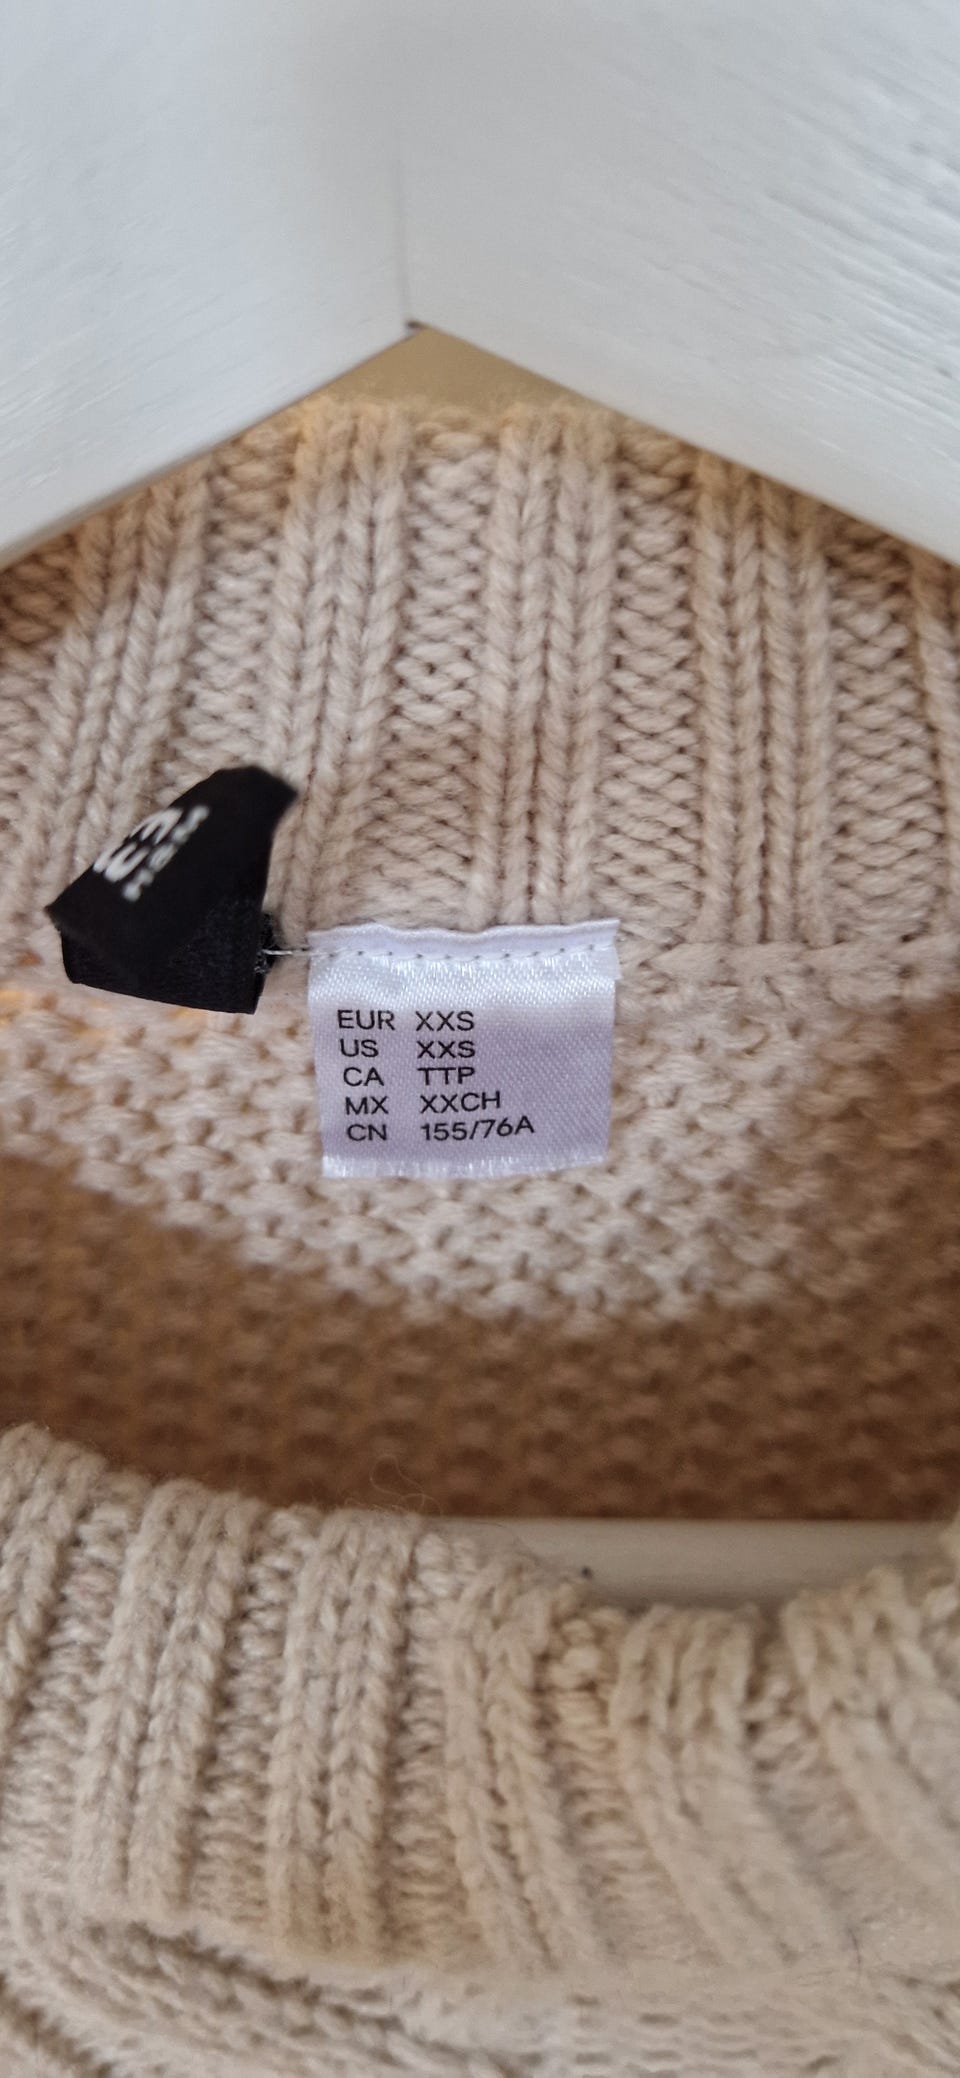 EUR XXS
US XXS
CA TTP
MX XXCH
CN 155/76A